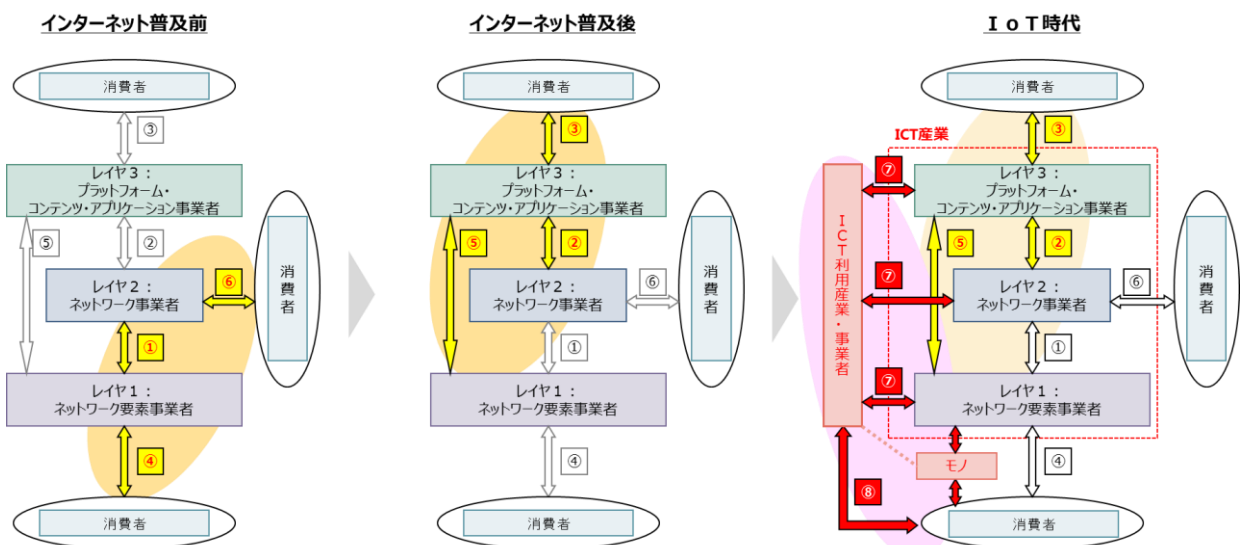 インターネット普及前
消費者
③
レイヤ3：
プラットフォーム・
コンテンツ・アプリケーション事業者
⑤
②
レイヤ2：
ネットワーク事業者
⑥
消費者
①
レイヤ1：
ネットワーク要素事業者
④
消費者
インターネット普及後
消費者
③
レイヤ3：
プラットフォーム・
コンテンツ・アプリケーション事業者
⑤
②
レイヤ2：
ネットワーク事業者
⑥
消費者
①
レイヤ1：
ネットワーク要素事業者
④
消費者
IoT時代
消費者
③
ICT産業
⑦
レイヤ3：
プラットフォーム・
コンテンツ・アプリケーション事業者
ICT利用産業・事業者
⑤
②
⑦
レイヤ2：
ネットワーク事業者
⑥
消費者
①
⑦
レイヤ1：
ネットワーク要素事業者
モノ
④
⑧
消費者